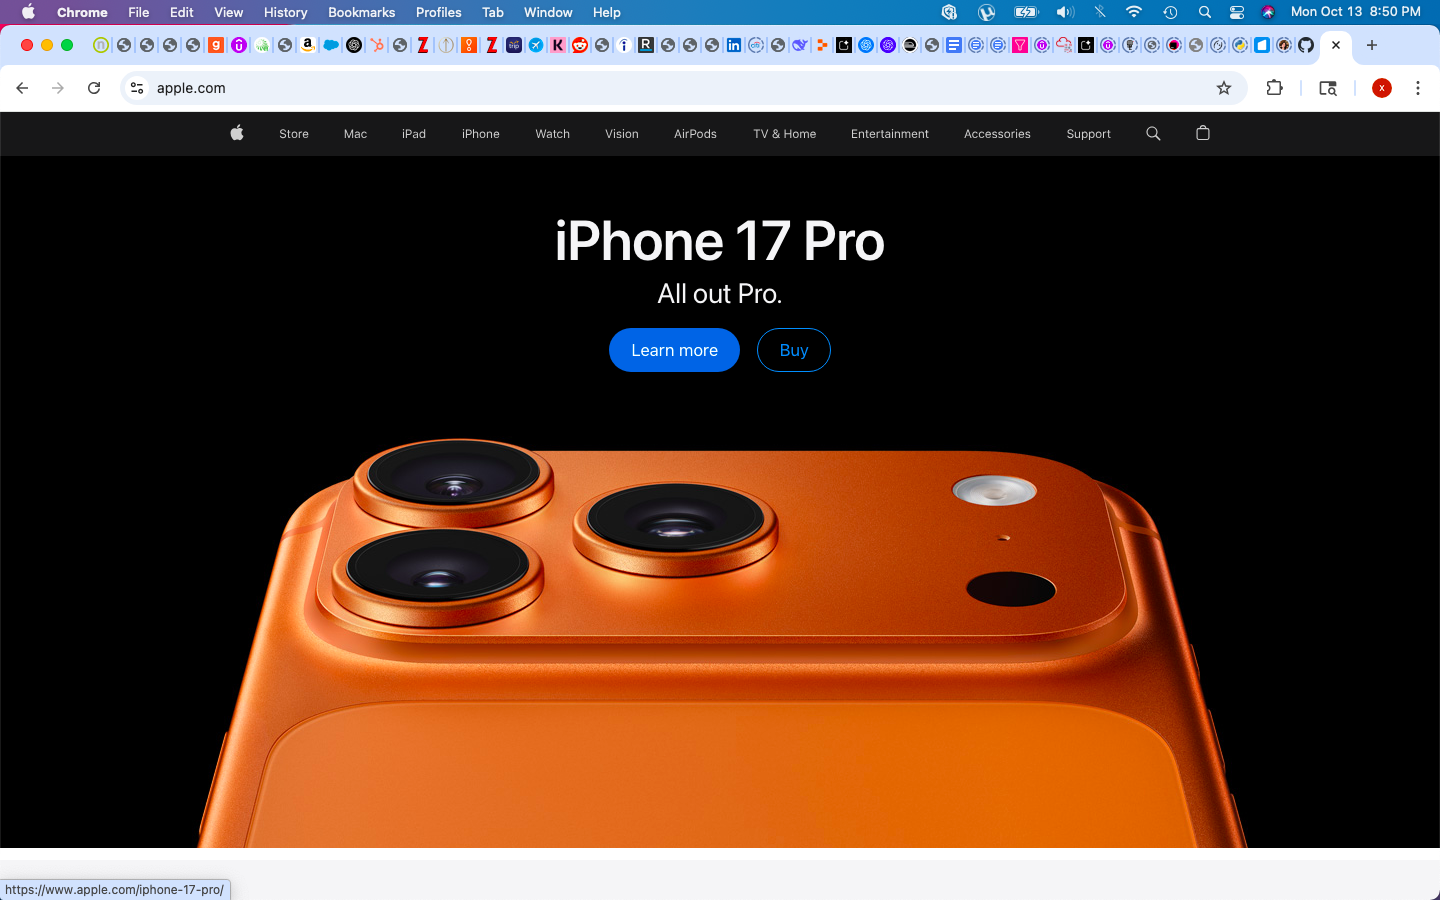 Chrome File Edit View History Bookmarks Profiles Tab Window Help Mon Oct 13 8:50 PM
apple.com
Store Mac iPad iPhone Watch Vision AirPods TV & Home Entertainment Accessories Support
iPhone 17 Pro
All out Pro.
Learn more Buy
https://www.apple.com/iphone-17-pro/